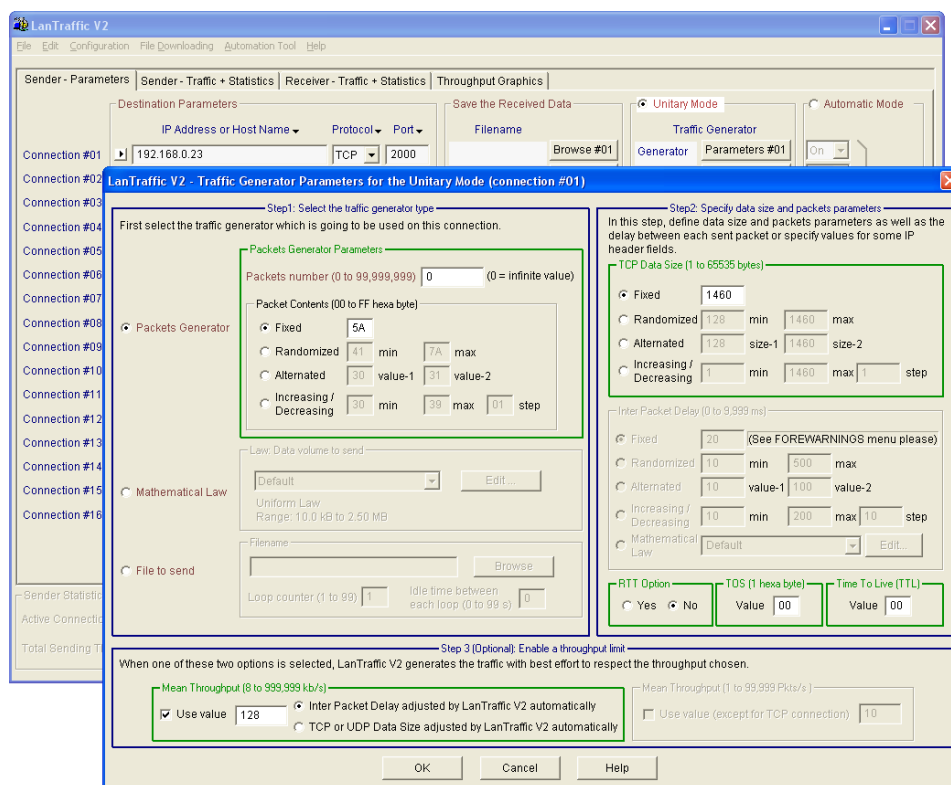 LanTraffic V2
File Edit Configuration File Downloading Automation Tool Help
Sender - Parameters Sender - Traffic + Statistics Receiver - Traffic + Statistics Throughput Graphics
Destination Parameters Save the Received Data Unitary Mode Automatic Mode
IP Address or Host Name Protocol Port Filename Traffic Generator
Connection #01 192.168.0.23 TCP 2000 Browse #01 Generator Parameters #01 On
Connection #02
Connection #03
Connection #04
Connection #05
Connection #06
Connection #07
Connection #08
Connection #09
Connection #10
Connection #11
Connection #12
Connection #13
Connection #14
Connection #15
Connection #16
Sender Statistic
Active Connectio
Total Sending T
LanTraffic V2 - Traffic Generator Parameters for the Unitary Mode (connection #01)
Step1: Select the traffic generator type
First select the traffic generator which is going to be used on this connection.
Packets Generator
Packets Generator Parameters
Packets number (0 to 99,999,999) 0 (0 = infinite value)
Packet Contents (00 to FF hexa byte)
Fixed 5A
Randomized 41 min 7A max
Alternated 30 value-1 31 value-2
Increasing /
Decreasing 30 min 39 max 01 step
Mathematical Law
Law: Data volume to send
Default Edit...
Uniform Law
Range: 10.0 kB to 2.50 MB
File to send
Filename
Browse
Loop counter (1 to 99) 1 Idle time between
each loop (0 to 99 s) 0
Step2: Specify data size and packets parameters
In this step, define data size and packets parameters as well as the
delay between each sent packet or specify values for some IP
header fields.
TCP Data Size (1 to 65535 bytes)
Fixed 1460
Randomized 128 min 1460 max
Alternated 128 size-1 1460 size-2
Increasing /
Decreasing 1 min 1460 max 1 step
Inter Packet Delay (0 to 9,999 ms)
Fixed 20 (See FOREWARNINGS menu please)
Randomized 10 min 500 max
Alternated 10 value-1 100 value-2
Increasing /
Decreasing 10 min 200 max 10 step
Mathematical
Law Default Edit...
RTT Option TOS (1 hexa byte) Time To Live (TTL)
Yes No Value 00 Value 00
Step 3 (Optional): Enable a throughput limit
When one of these two options is selected, LanTraffic V2 generates the traffic with best effort to respect the throughput chosen.
Mean Throughput (8 to 999,999 kb/s)
Use value 128 Inter Packet Delay adjusted by LanTraffic V2 automatically
TCP or UDP Data Size adjusted by LanTraffic V2 automatically
Mean Throughput (1 to 99,999 Pkts/s )
Use value (except for TCP connection) 10
OK Cancel Help